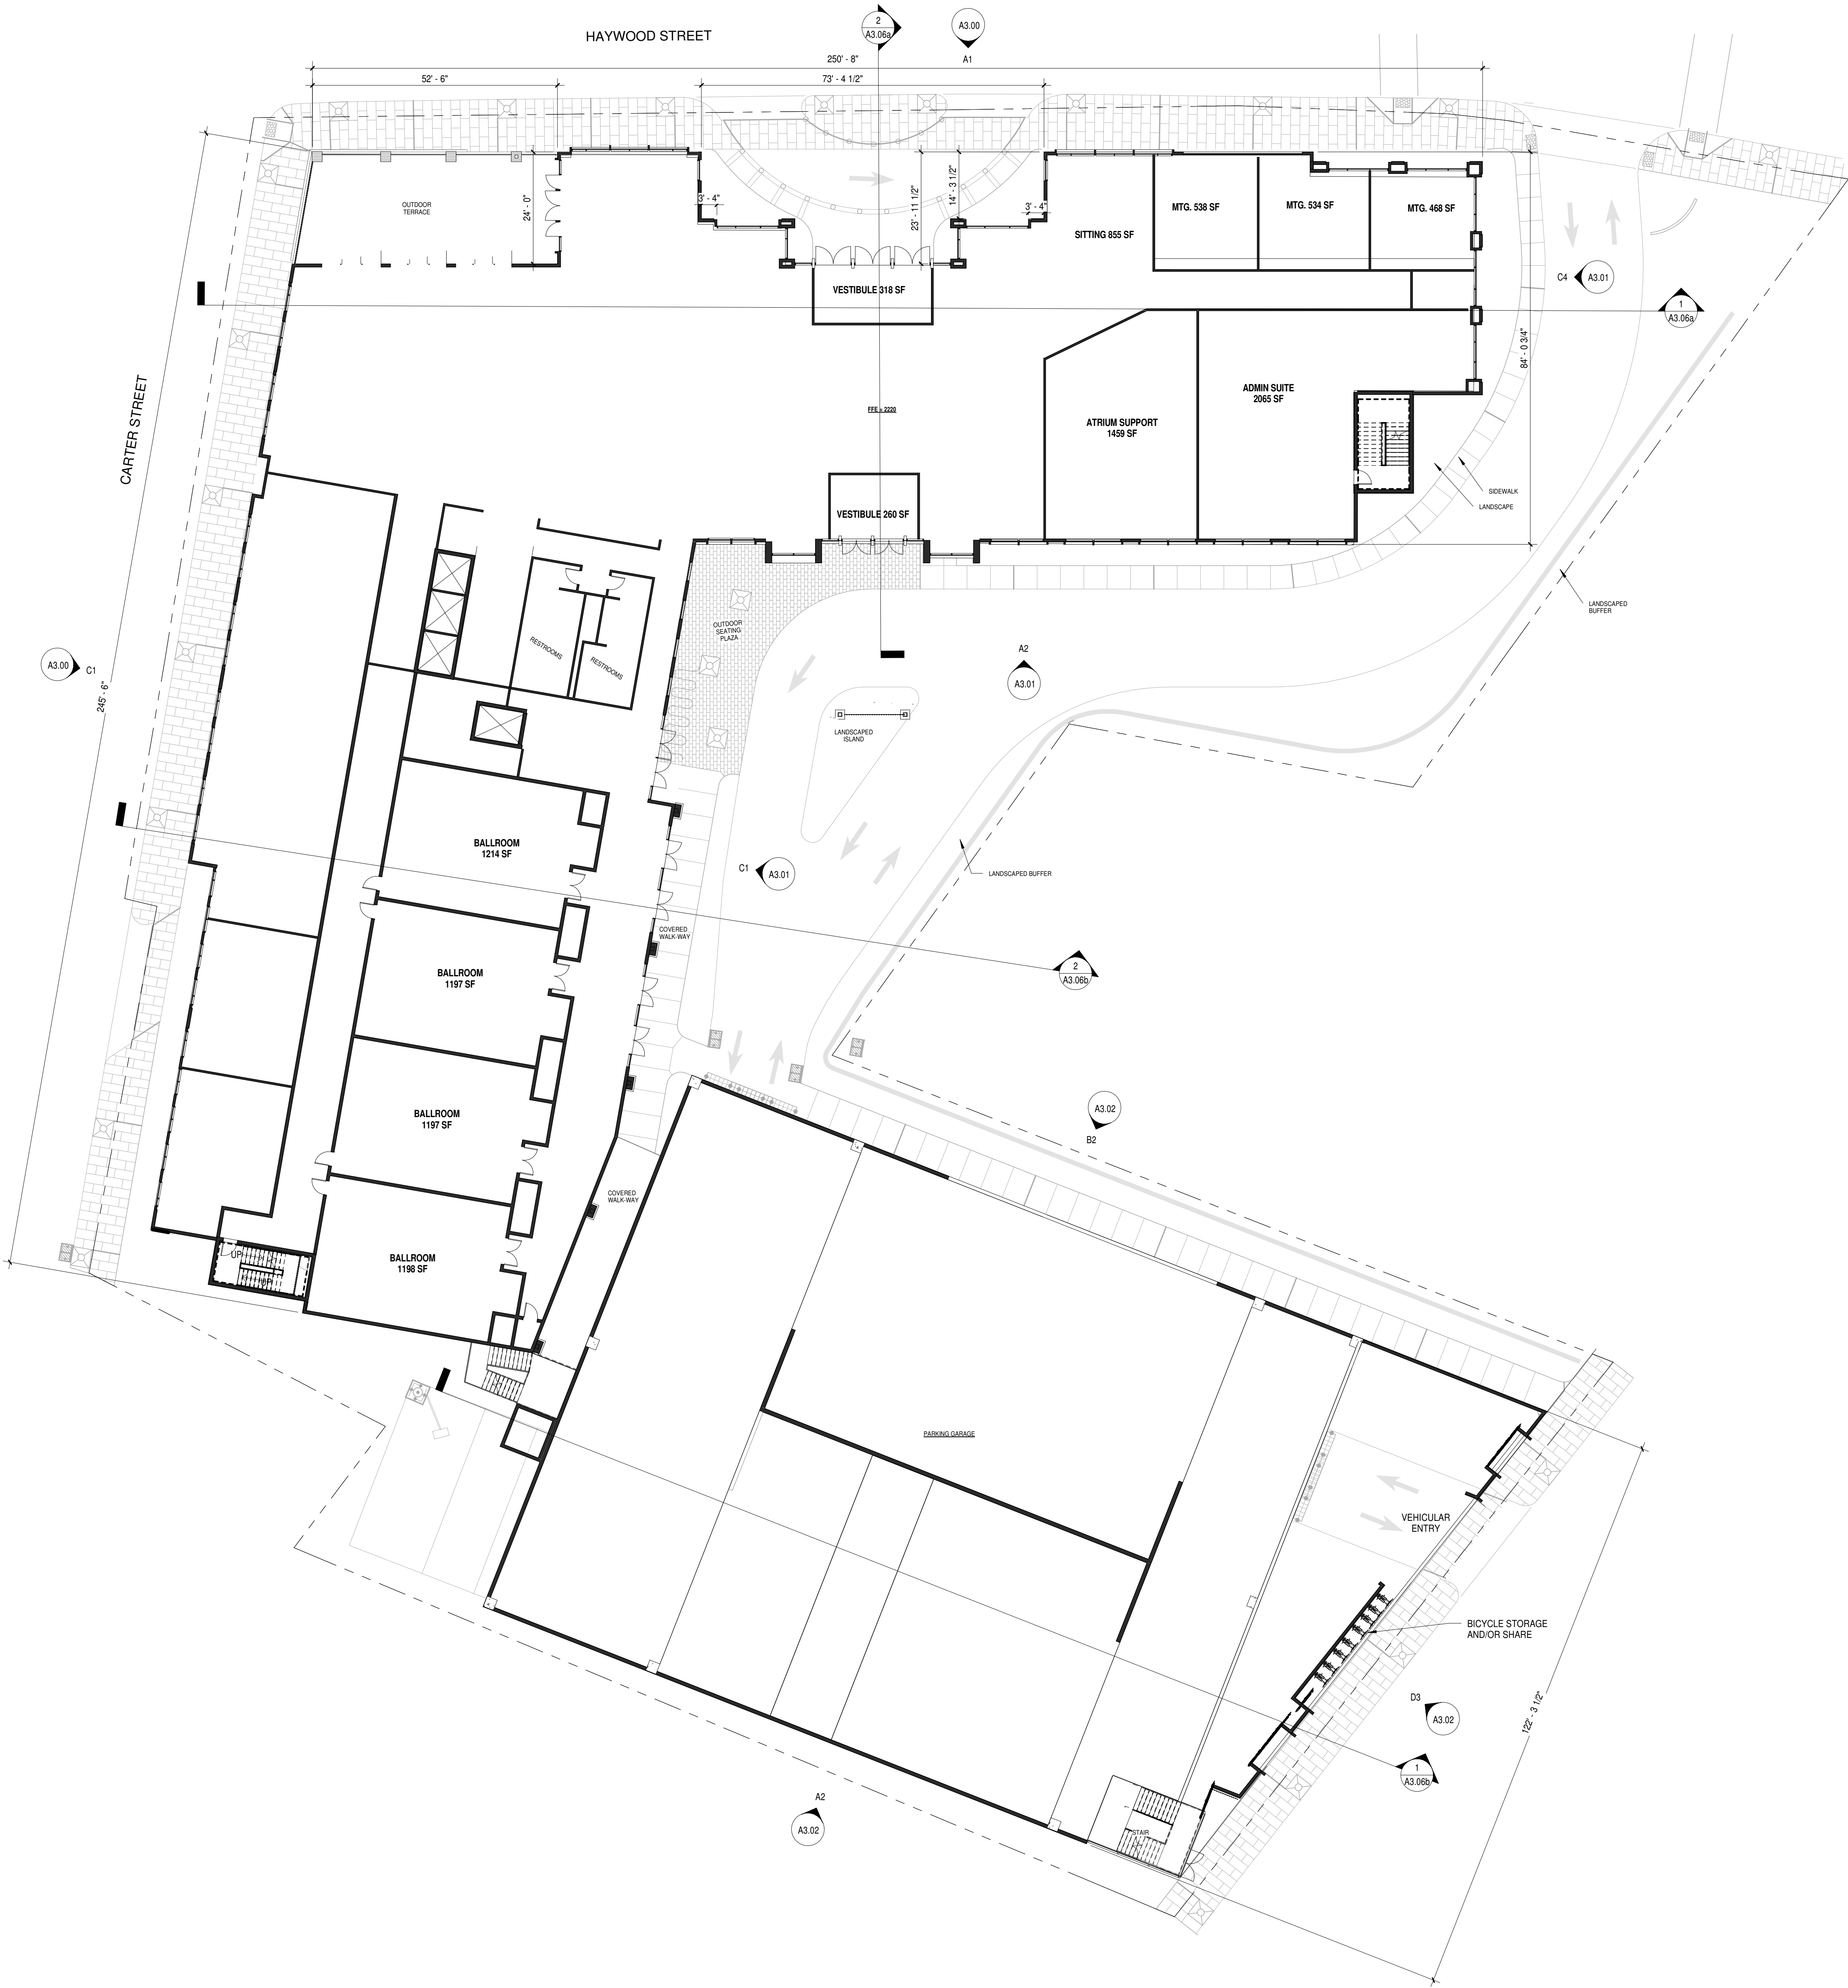 HAYWOOD STREET
2
A3.06a
A3.00
A1
250' - 8"
52' - 6"
73' - 4 1/2"
OUTDOOR
TERRACE
24' - 0"
3' - 4"
23' - 11 1/2"
14' - 3 1/2"
3' - 4"
SITTING 855 SF
MTG. 538 SF
MTG. 534 SF
MTG. 468 SF
VESTIBULE 318 SF
C4
A3.01
1
A3.06a
84' - 0 3/4"
CARTER STREET
FFE = 2220
ATRIUM SUPPORT
1459 SF
ADMIN SUITE
2065 SF
SIDEWALK
LANDSCAPE
VESTIBULE 260 SF
LANDSCAPED
BUFFER
OUTDOOR
SEATING
PLAZA
RESTROOMS
RESTROOMS
A3.00
C1
245' - 6"
A2
A3.01
LANDSCAPED
ISLAND
BALLROOM
1214 SF
C1
A3.01
LANDSCAPED BUFFER
COVERED
WALK-WAY
BALLROOM
1197 SF
2
A3.06b
BALLROOM
1197 SF
A3.02
B2
COVERED
WALK-WAY
UP
UP
BALLROOM
1198 SF
PARKING GARAGE
VEHICULAR
ENTRY
BICYCLE STORAGE
AND/OR SHARE
D3
A3.02
122' - 3 1/2"
1
A3.06b
A2
A3.02
STAIR